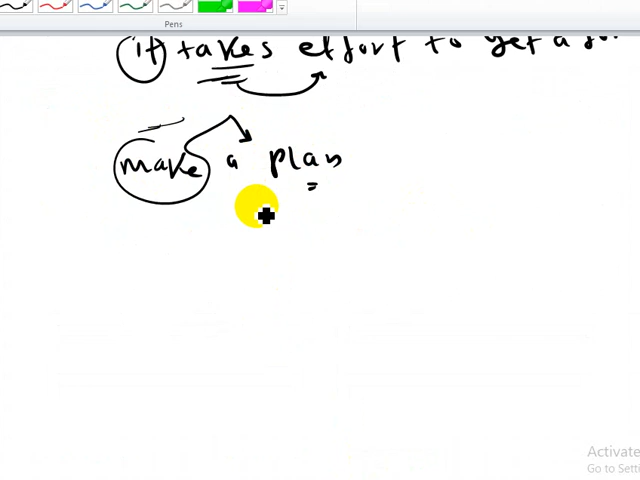 Pens
it takes effort to get a
make a plan
Activate
Go to Setti